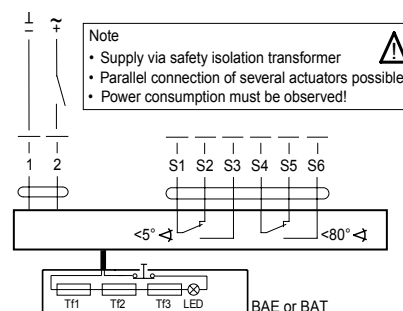 Note
• Supply via safety isolation transformer
• Parallel connection of several actuators possible
• Power consumption must be observed!
1 2 S1 S2 S3 S4 S5 S6
<5° <80°
Tf1 Tf2 Tf3 LED
BAE or BAT